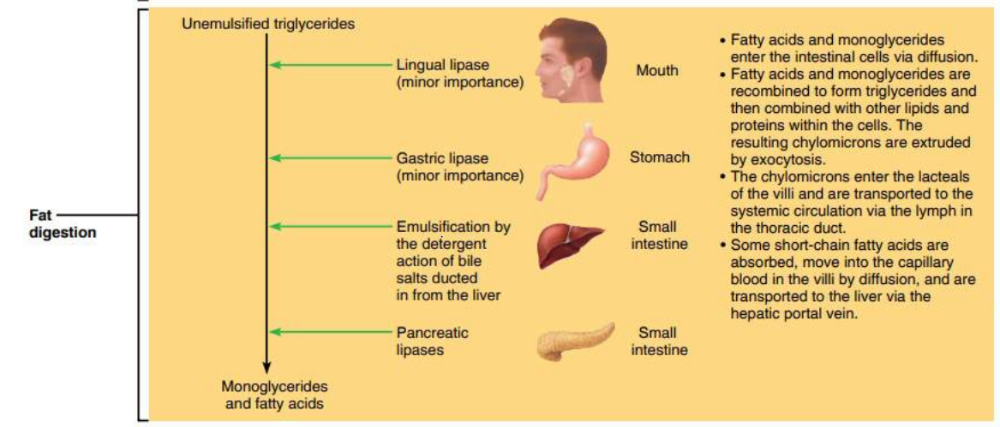 Unemulsified triglycerides
Lingual lipase
(minor importance)
Mouth
Gastric lipase
(minor importance)
Stomach
Fat
digestion
Emulsification by
the detergent
action of bile
salts ducted
in from the liver
Small
intestine
Pancreatic
lipases
Small
intestine
Monoglycerides
and fatty acids
• Fatty acids and monoglycerides
enter the intestinal cells via diffusion.
• Fatty acids and monoglycerides are
recombined to form triglycerides and
then combined with other lipids and
proteins within the cells. The
resulting chylomicrons are extruded
by exocytosis.
• The chylomicrons enter the lacteals
of the villi and are transported to the
systemic circulation via the lymph in
the thoracic duct.
• Some short-chain fatty acids are
absorbed, move into the capillary
blood in the villi by diffusion, and are
transported to the liver via the
hepatic portal vein.